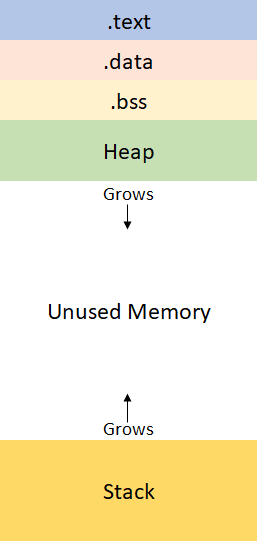 .text
.data
.bss
Heap
Grows
Unused Memory
Grows
Stack